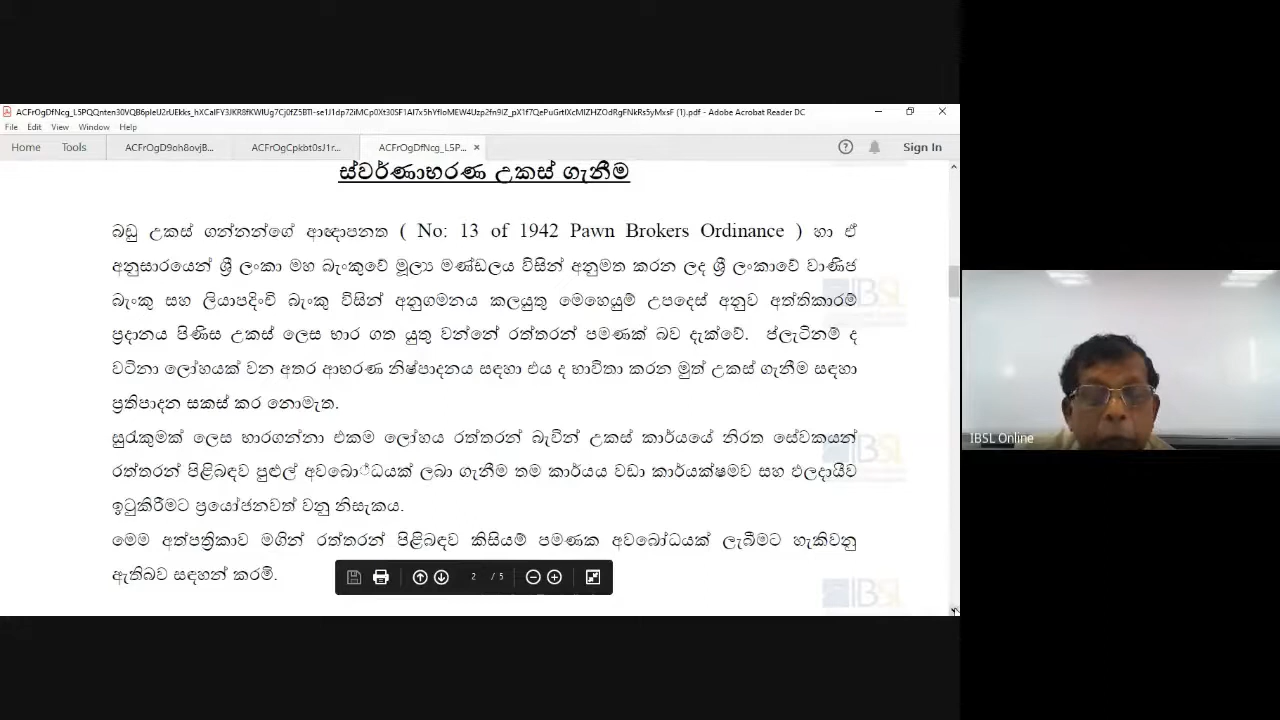 ACFrOgDfNcg_L5PQQnten30VQB6pleU2rUEkks_hXCalFY3JKR8fKWlUg7Cj0fZ5BTl-se1J1dp72iMCp0Xt30SF1Al7v5hYfloMEW4Uzp2fn9IZ_pX1f7QePuGrtIXcMIZHZOdRgFNkRs5yMxsF (1).pdf - Adobe Acrobat Reader DC
File Edit View Window Help
Home Tools ACFrOgD9oh8ovjB... ACFrOgCpkbt0sJ1r... ACFrOgDfNcg_L5P... × Sign In
ස්වර්ණාභරණ උකස් ගැනීම
බඩු උකස් ගන්නන්ගේ ආඥාපනත ( No: 13 of 1942 Pawn Brokers Ordinance ) හා ඒ
අනුසාරයෙන් ශ්‍රී ලංකා මහ බැංකුවේ මූල්‍ය මණ්ඩලය විසින් අනුමත කරන ලද ශ්‍රී ලංකාවේ වාණිජ
බැංකු සහ ලියාපදිංචි බැංකු විසින් අනුගමනය කලයුතු මෙහෙයුම් උපදෙස් අනුව අත්තිකාරම්
ප්‍රදානය පිණිස උකස් ලෙස භාර ගත යුතු වන්නේ රත්තරන් පමණක් බව දැක්වේ. ප්ලැටිනම් ද
වටිනා ලෝහයක් වන අතර ආභරණ නිෂ්පාදනය සඳහා එය ද භාවිතා කරන මුත් උකස් ගැනීම සඳහා
ප්‍රතිපාදන සකස් කර නොමැත.
සුරැකුමක් ලෙස භාරගන්නා එකම ලෝහය රත්තරන් බැවින් උකස් කාර්යයේ නිරත සේවකයන්
රත්තරන් පිළිබඳව පුළුල් අවබෝධයක් ලබා ගැනීම තම කාර්යය වඩා කාර්යක්ෂමව සහ ඵලදායීව
ඉටුකිරීමට ප්‍රයෝජනවත් වනු නිසැකය.
මෙම අත්පත්‍රිකාව මගින් රත්තරන් පිළිබඳව කිසියම් පමණක අවබෝධයක් ලැබීමට හැකිවනු
ඇතිබව සඳහන් කරමි.
2 / 5
IBSL
IBSL
IBSL
IBSL Online